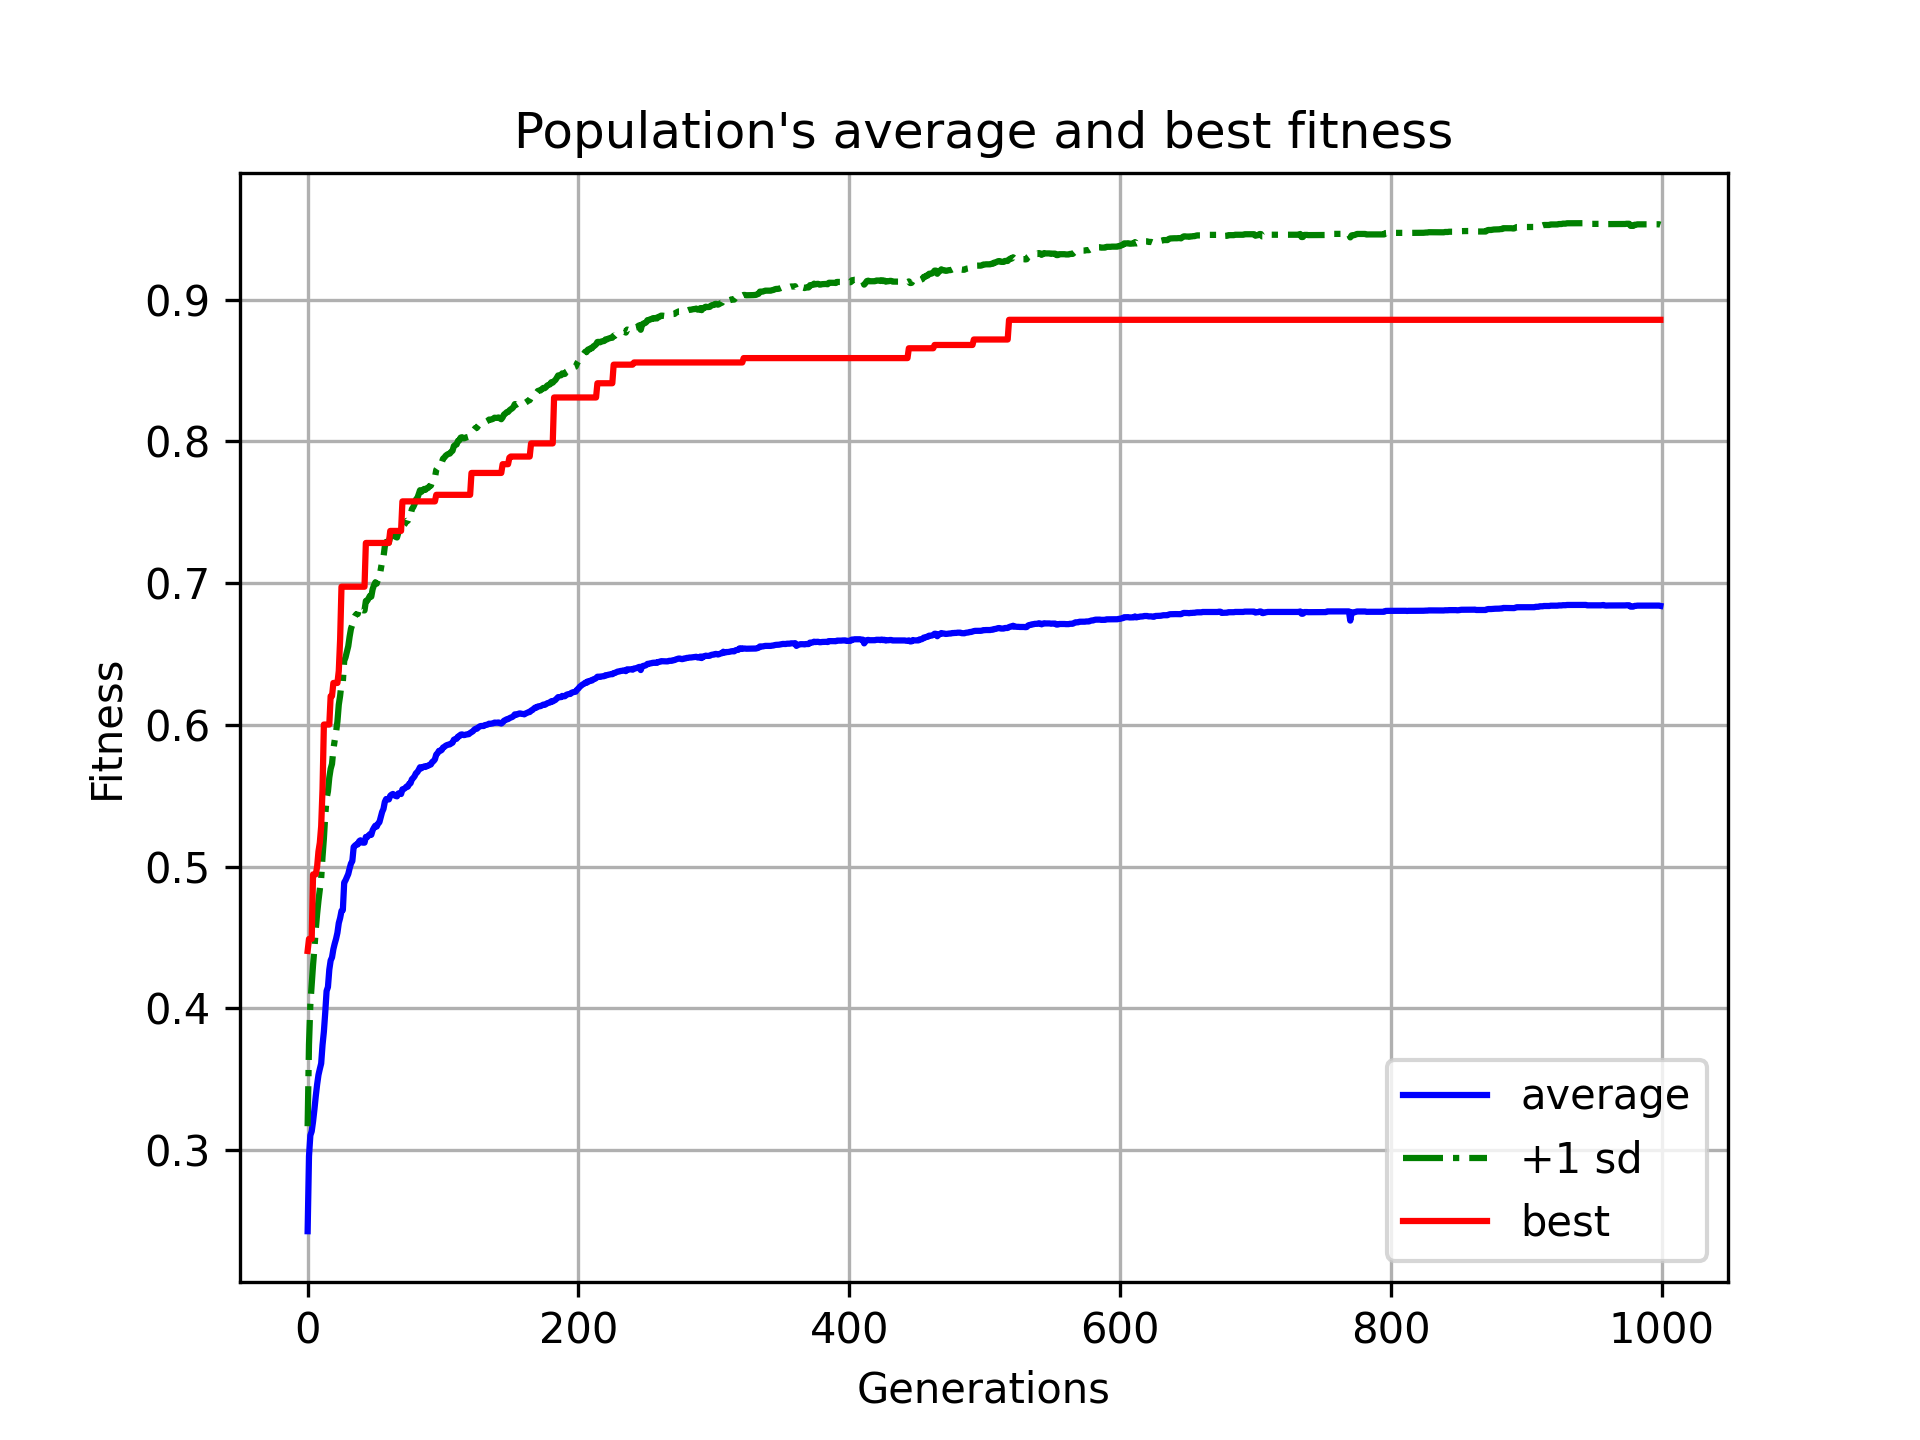 Population's average and best fitness
Fitness
0.9
0.8
0.7
0.6
0.5
0.4
0.3
average
+1 sd
best
0 200 400 600 800 1000
Generations